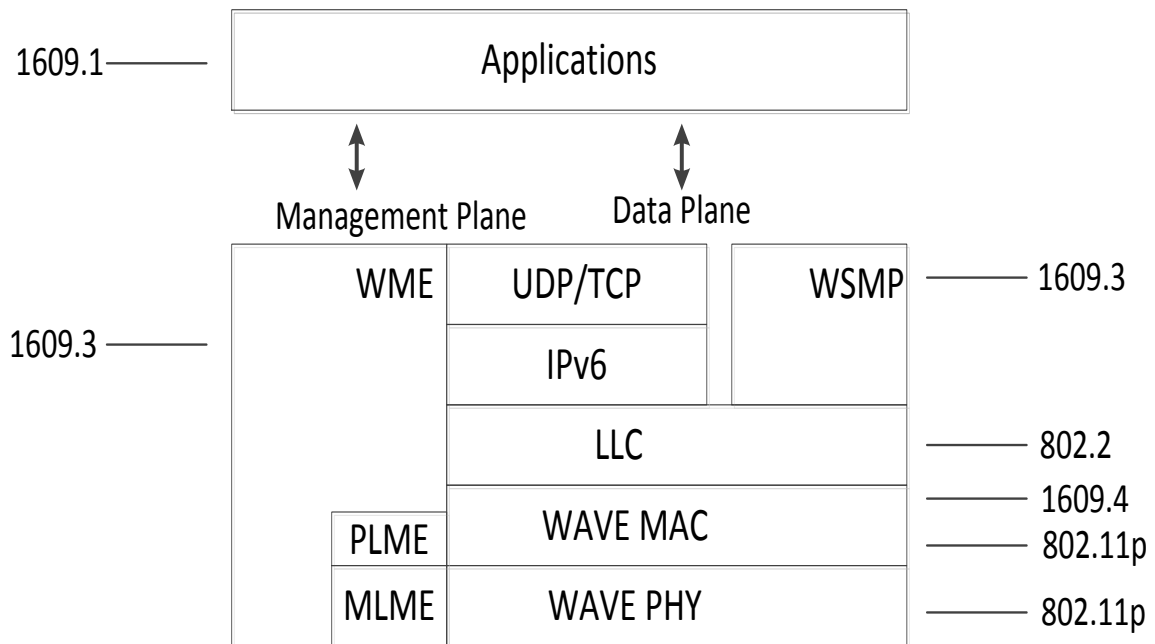 1609.1
Applications
Management Plane
Data Plane
WME
UDP/TCP
WSMP
1609.3
1609.3
IPv6
LLC
802.2
1609.4
PLME
WAVE MAC
802.11p
MLME
WAVE PHY
802.11p